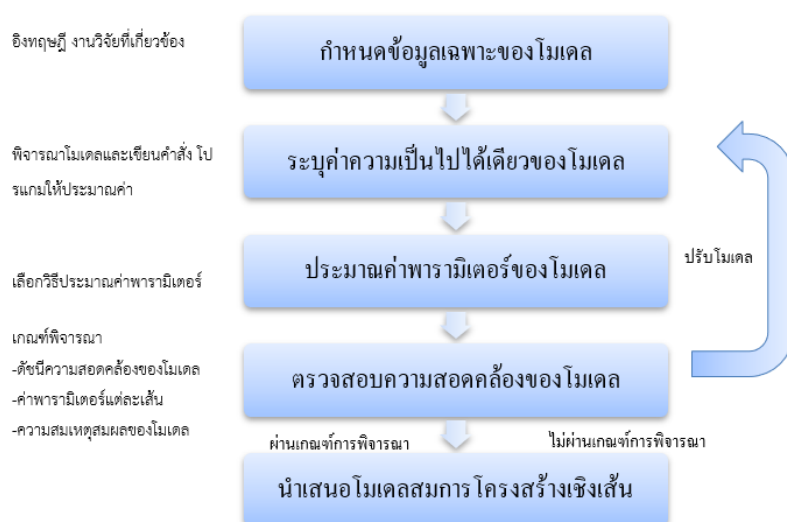 อิงทฤษฎี งานวิจัยที่เกี่ยวข้อง
กำหนดข้อมูลเฉพาะของโมเดล
พิจารณาโมเดลและเขียนคำสั่ง โป
รแกมให้ประมาณค่า
ระบุค่าความเป็นไปได้เดียวของโมเดล
เลือกวิธีประมาณค่าพารามิเตอร์
ประมาณค่าพารามิเตอร์ของโมเดล
ปรับโมเดล
เกณฑ์พิจารณา
-ดัชนีความสอดคล้องของโมเดล
-ค่าพารามิเตอร์แต่ละเส้น
-ความสมเหตุสมผลของโมเดล
ตรวจสอบความสอดคล้องของโมเดล
ผ่านเกณฑ์การพิจารณา
ไม่ผ่านเกณฑ์การพิจารณา
นำเสนอโมเดลสมการโครงสร้างเชิงเส้น